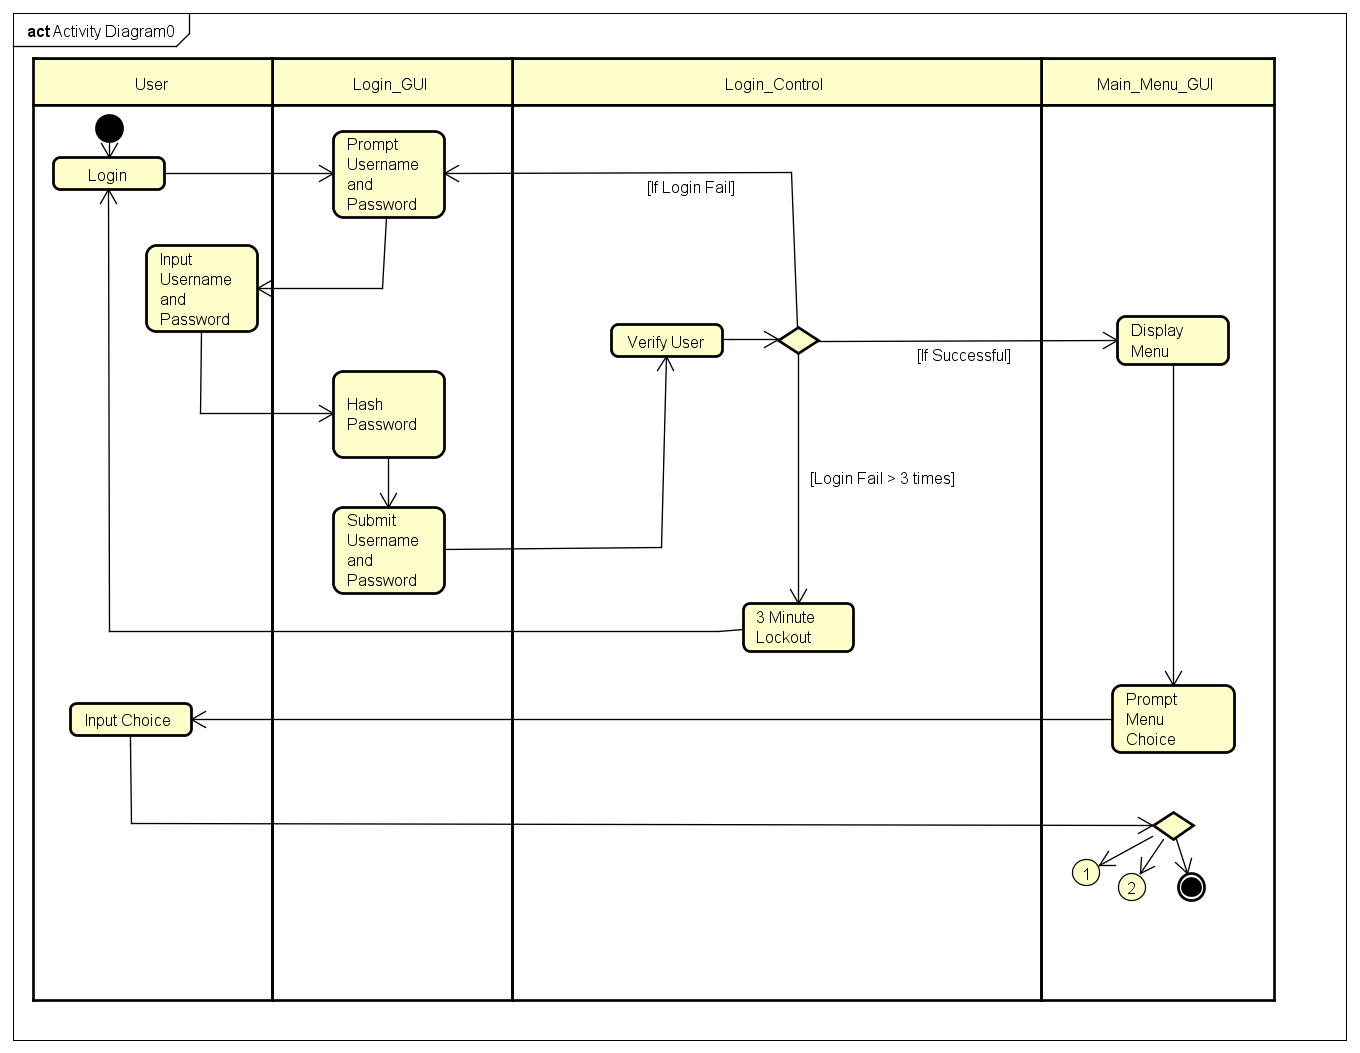 act Activity Diagram0
User
Login_GUI
Login_Control
Main_Menu_GUI
Login
Prompt
Username
and
Password
[If Login Fail]
Input
Username
and
Password
Verify User
[If Successful]
Display
Menu
Hash
Password
[Login Fail > 3 times]
Submit
Username
and
Password
3 Minute
Lockout
Input Choice
Prompt
Menu
Choice
1
2